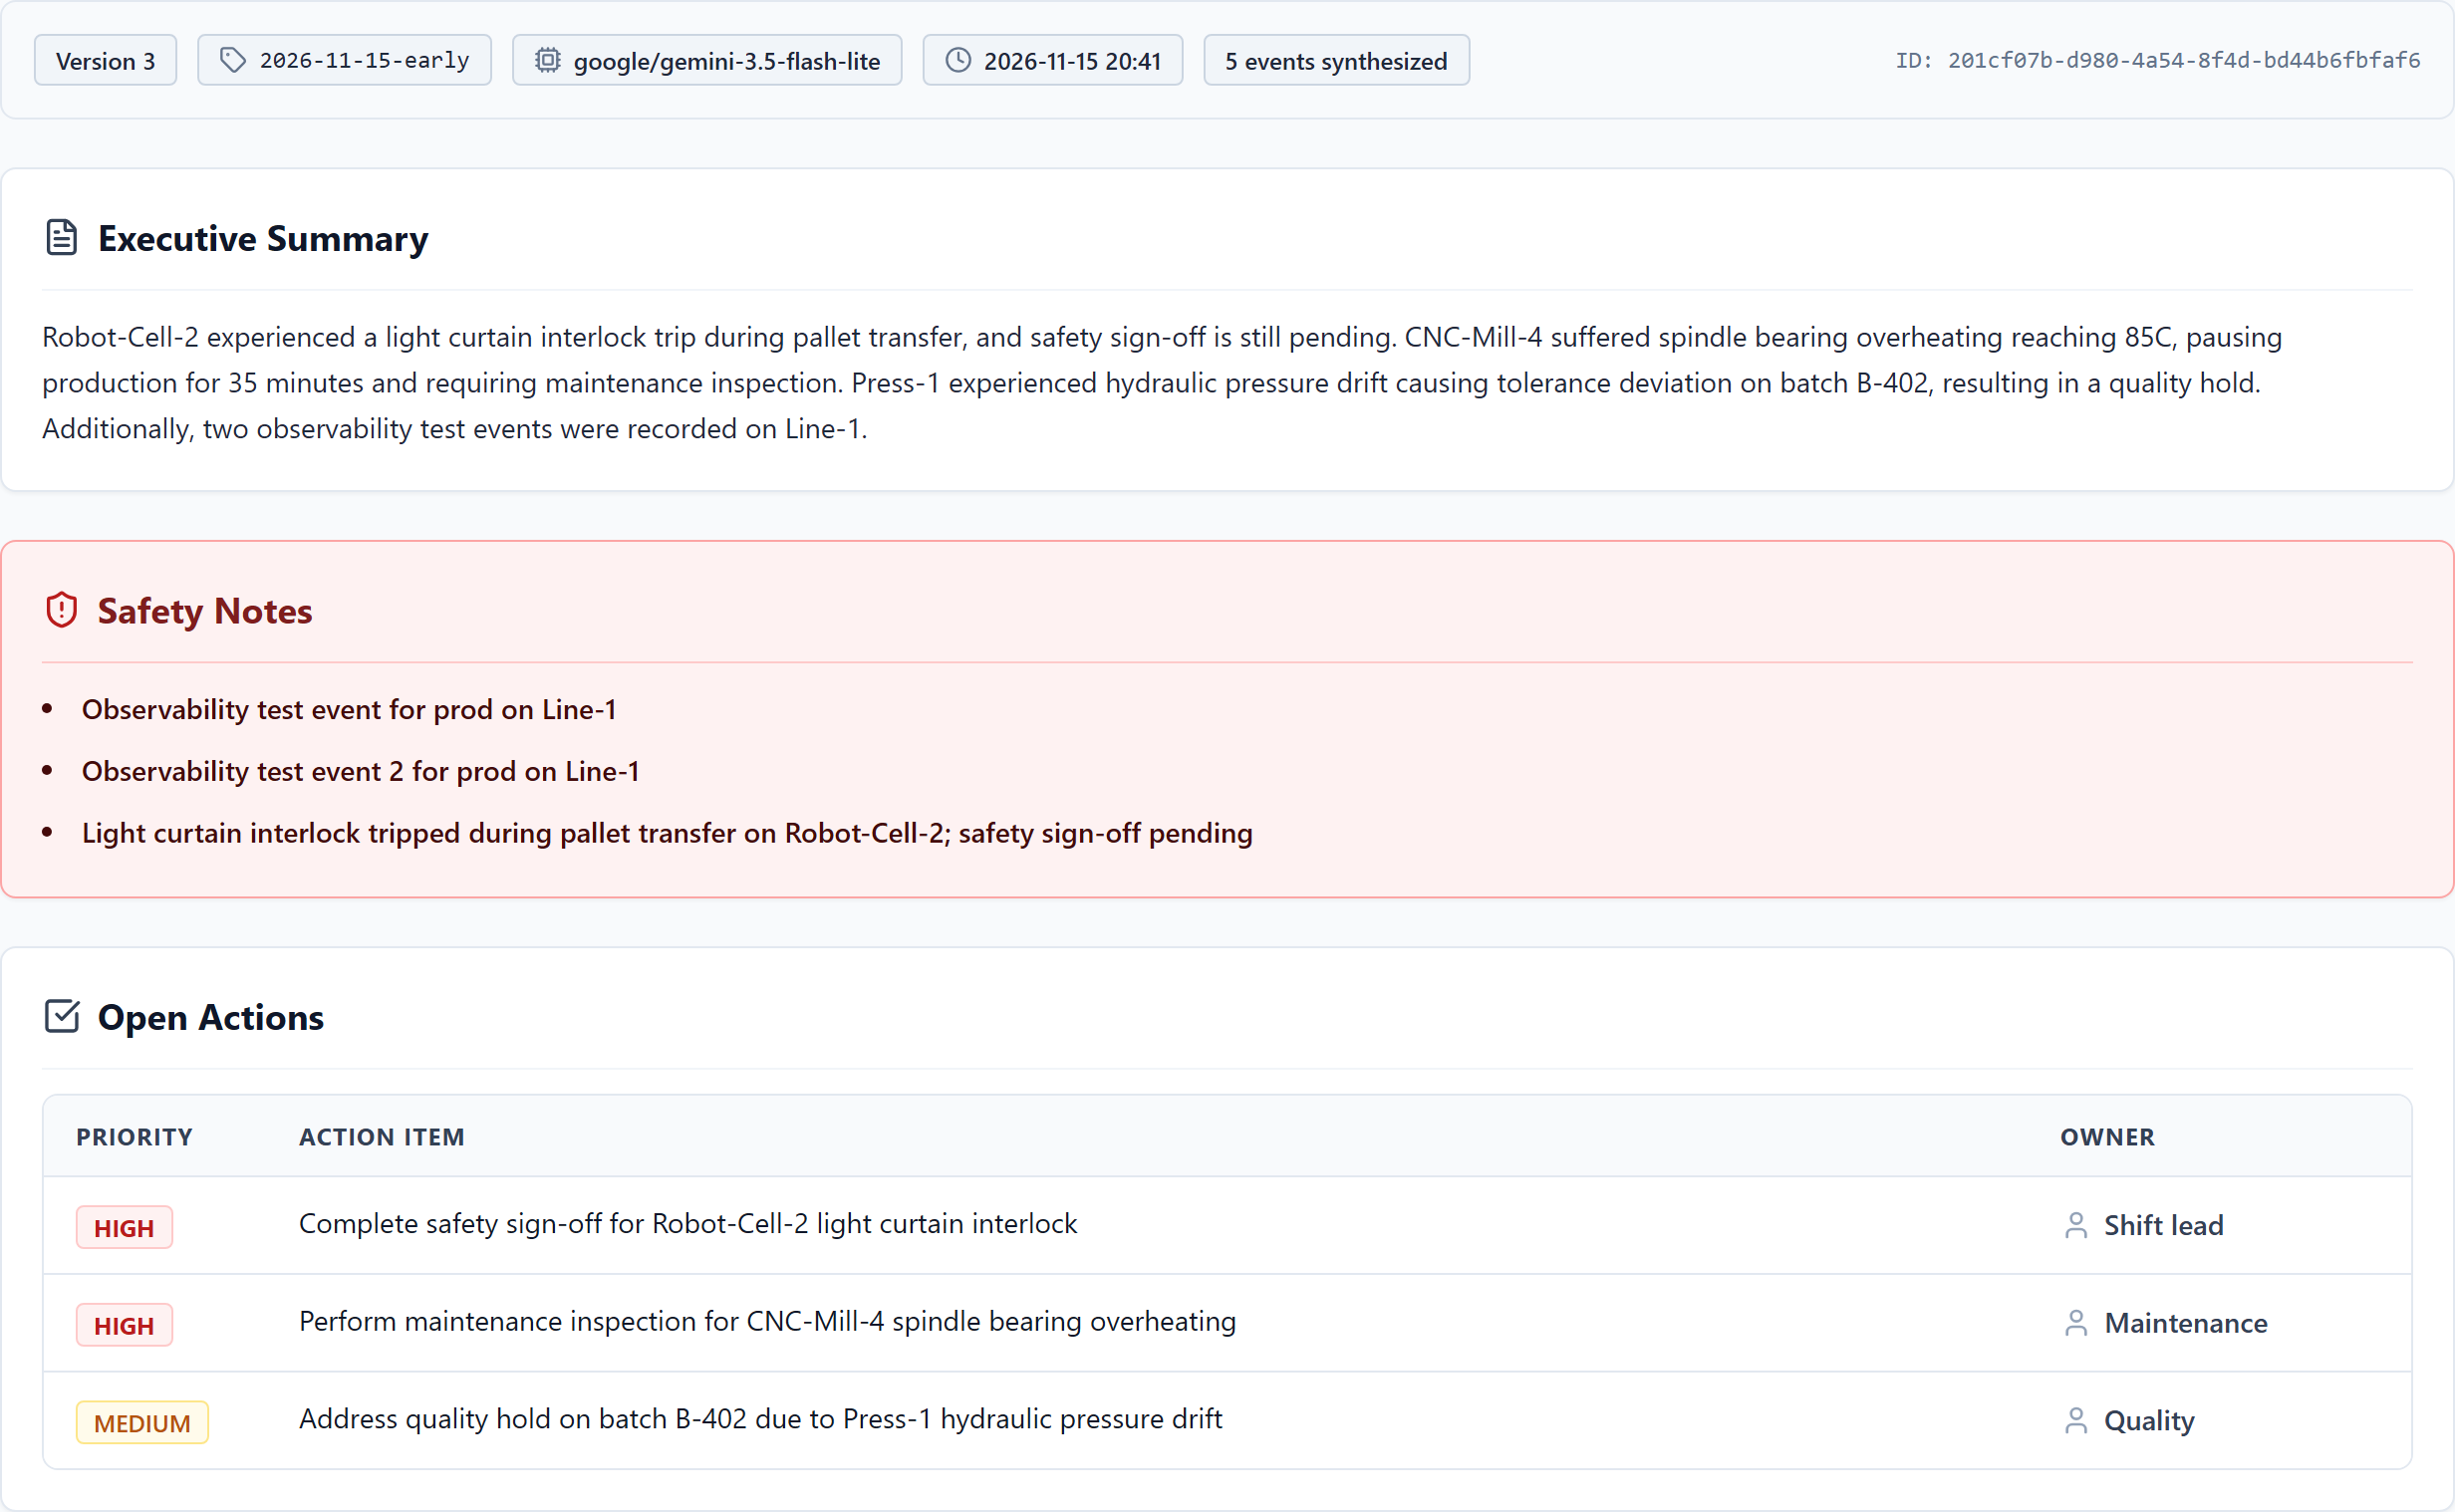 Version 3
2026-11-15-early
google/gemini-3.5-flash-lite
2026-11-15 20:41
5 events synthesized
ID: 201cf07b-d980-4a54-8f4d-bd44b6fbfaf6
Executive Summary
Robot-Cell-2 experienced a light curtain interlock trip during pallet transfer, and safety sign-off is still pending. CNC-Mill-4 suffered spindle bearing overheating reaching 85C, pausing
production for 35 minutes and requiring maintenance inspection. Press-1 experienced hydraulic pressure drift causing tolerance deviation on batch B-402, resulting in a quality hold.
Additionally, two observability test events were recorded on Line-1.
Safety Notes
• Observability test event for prod on Line-1
• Observability test event 2 for prod on Line-1
• Light curtain interlock tripped during pallet transfer on Robot-Cell-2; safety sign-off pending
Open Actions
PRIORITY ACTION ITEM OWNER
HIGH Complete safety sign-off for Robot-Cell-2 light curtain interlock Shift lead
HIGH Perform maintenance inspection for CNC-Mill-4 spindle bearing overheating Maintenance
MEDIUM Address quality hold on batch B-402 due to Press-1 hydraulic pressure drift Quality